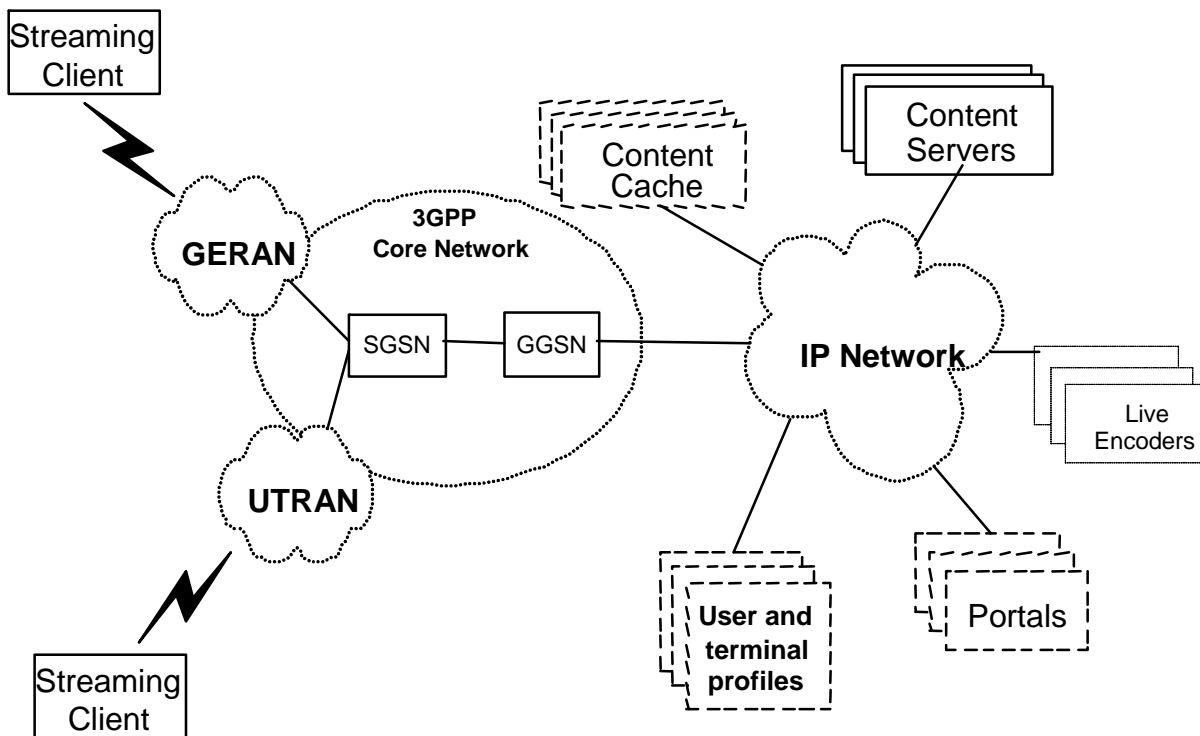 Streaming
Client
Content
Servers
Content
Cache
3GPP
Core Network
GERAN
SGSN
GGSN
IP Network
Live
Encoders
UTRAN
User and
terminal
profiles
Portals
Streaming
Client